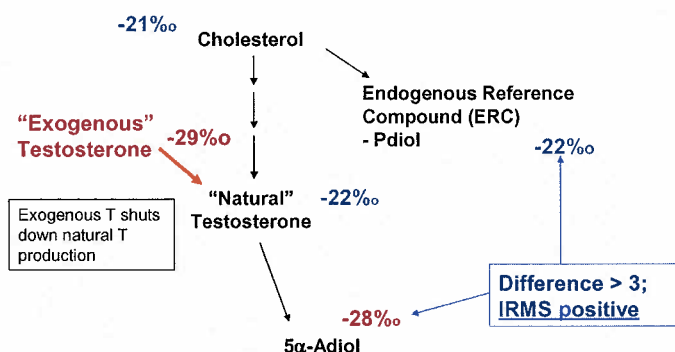 -21‰
Cholesterol
Endogenous Reference
Compound (ERC)
- Pdiol
-22‰
“Exogenous”
Testosterone
-29‰
“Natural”
Testosterone
-22‰
Exogenous T shuts
down natural T
production
Difference > 3;
IRMS positive
-28‰
5α-Adiol